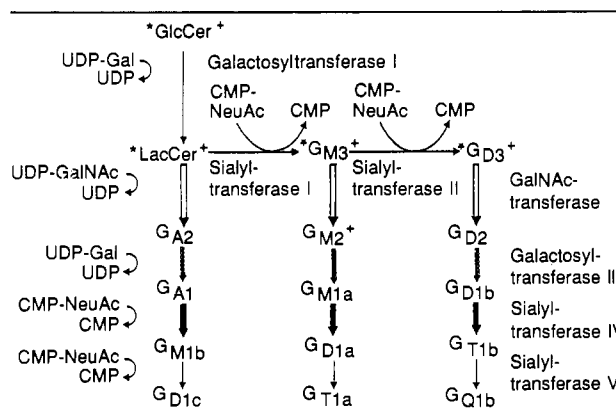 *GlcCer+
UDP-Gal
UDP
Galactosyltransferase I
CMP-
NeuAc
CMP
CMP-
NeuAc
CMP
*LacCer+
*GM3+
*GD3+
Sialyl-
transferase I
Sialyl-
transferase II
UDP-GalNAc
UDP
GalNAc-
transferase
GA2
GM2+
GD2
UDP-Gal
UDP
Galactosyl-
transferase II
GA1
GM1a
GD1b
CMP-NeuAc
CMP
Sialyl-
transferase IV
GM1b
GD1a
GT1b
CMP-NeuAc
CMP
Sialyl-
transferase V
GD1c
GT1a
GQ1b